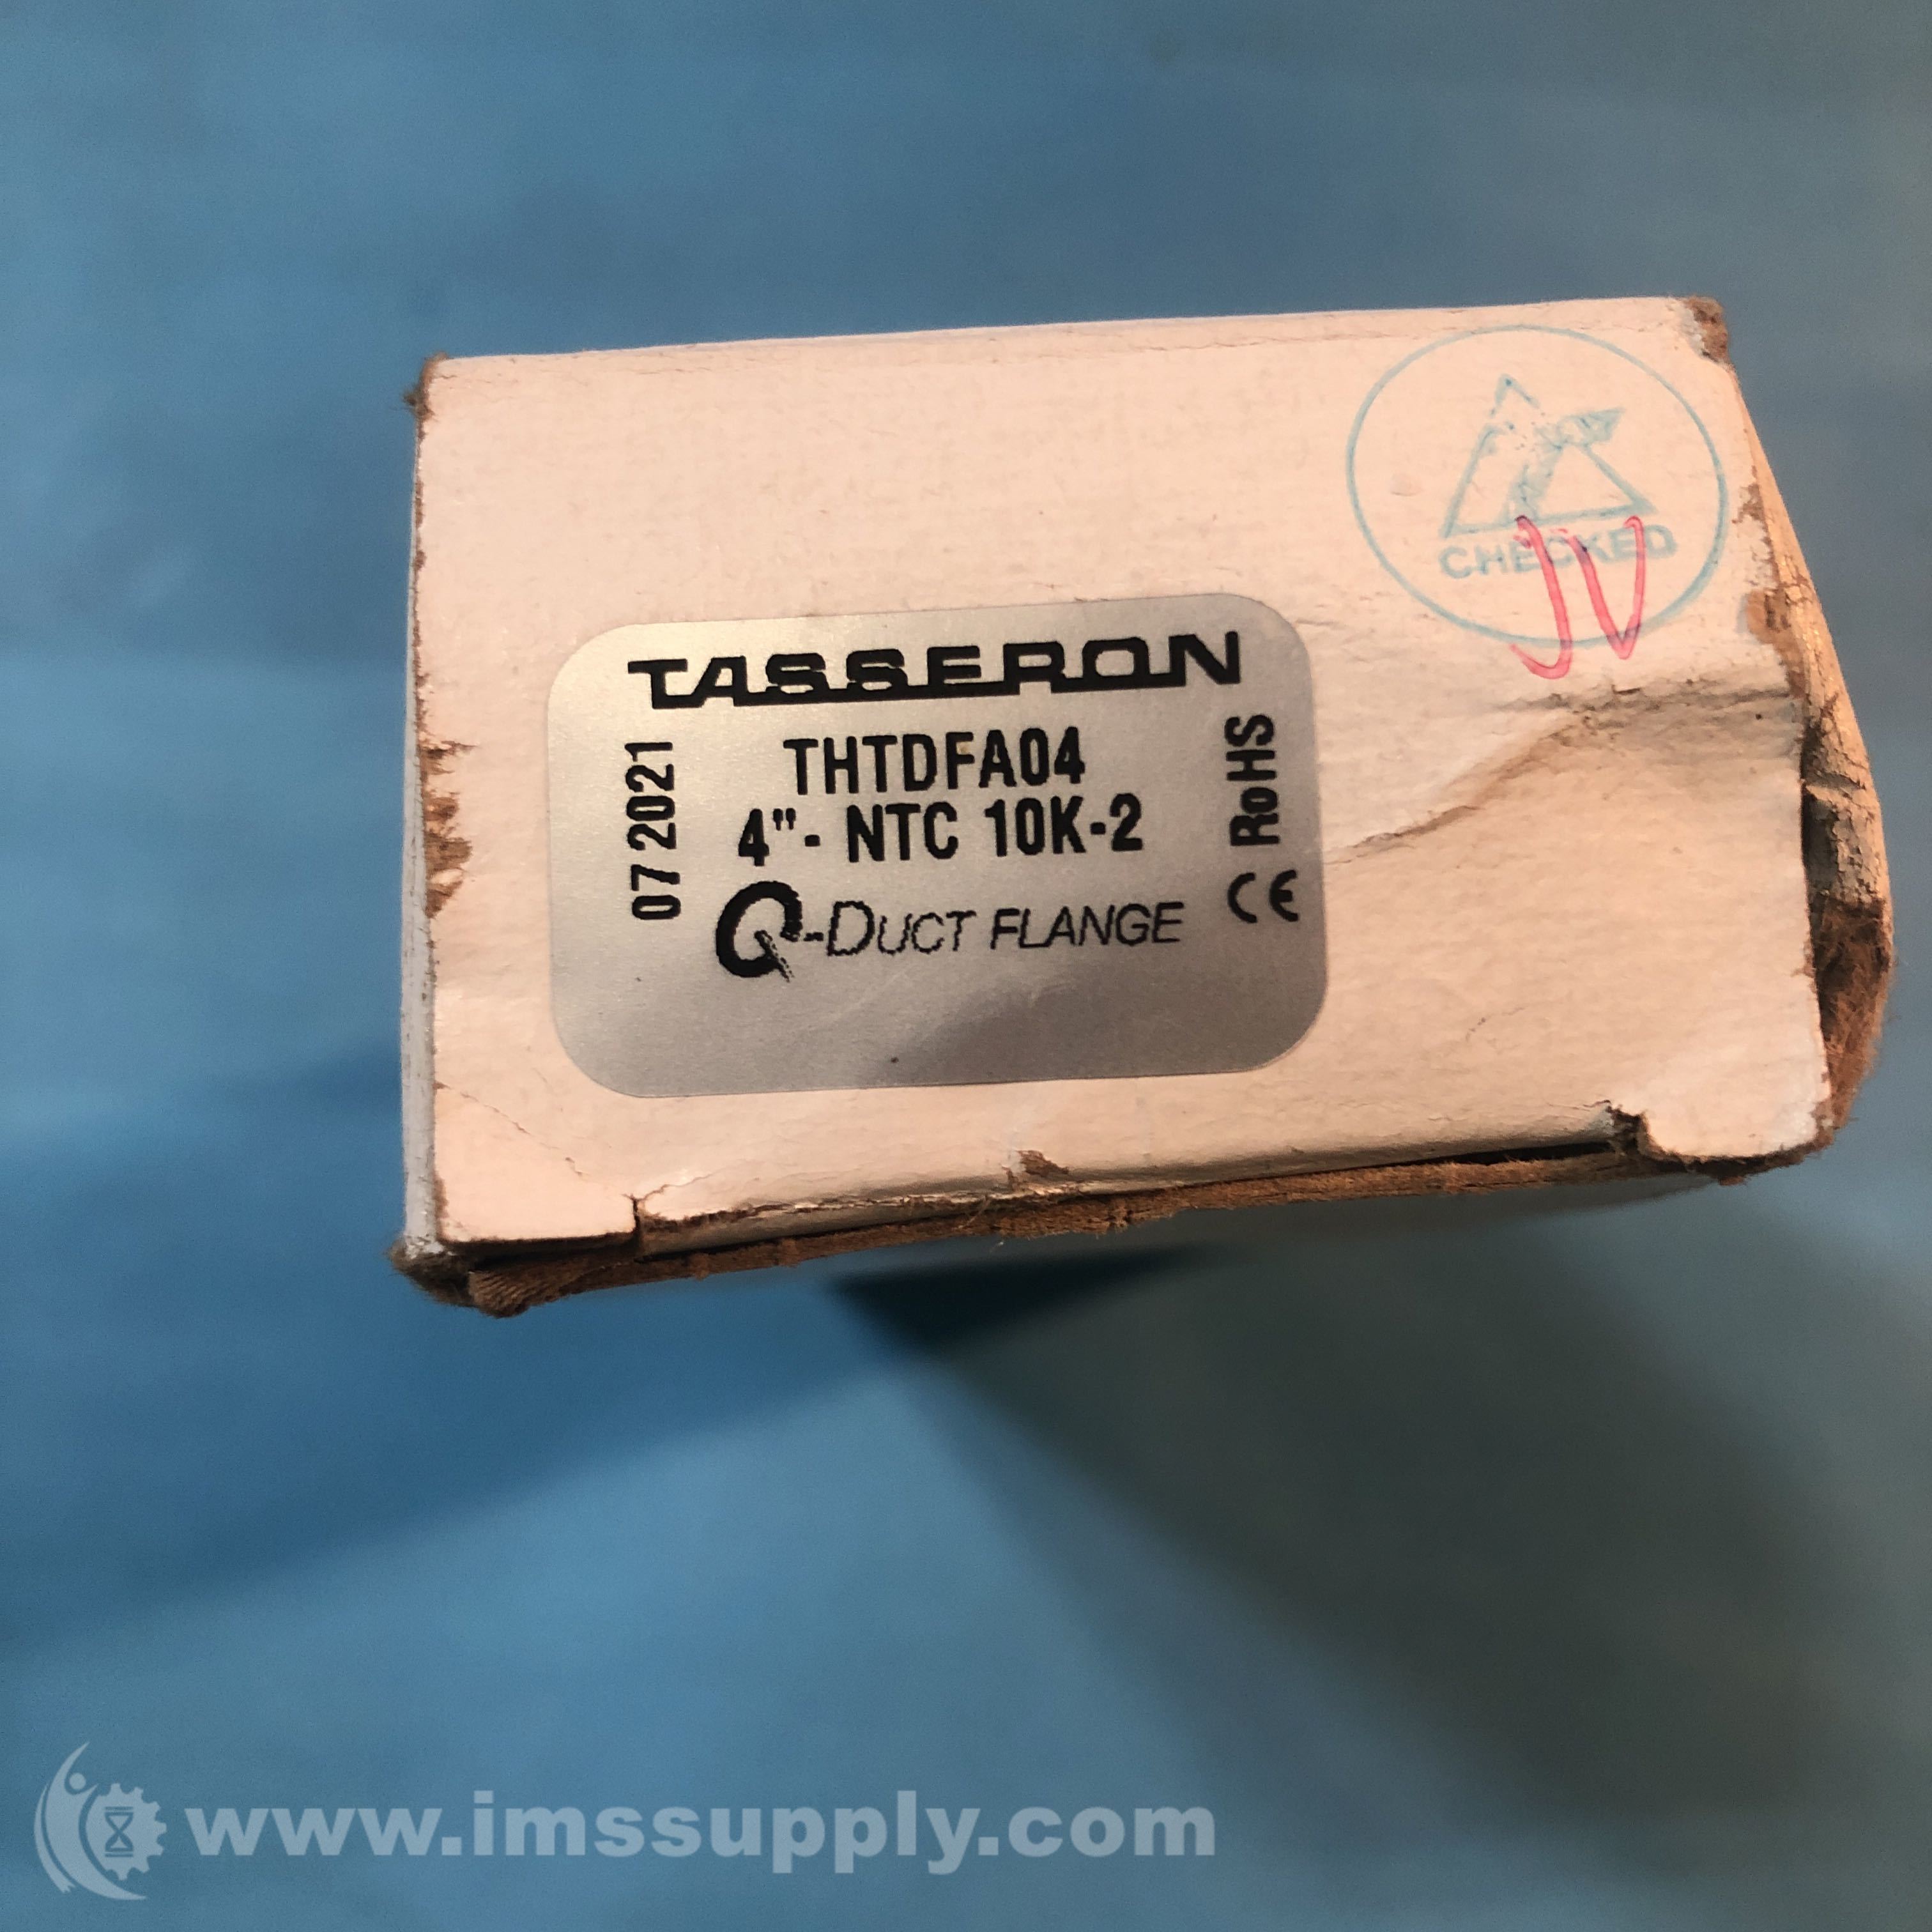 CHECKED
JV
TASSERON
THTDFA04
4"- NTC 10K-2
Q-DUCT FLANGE
07 2021
RoHS
CE
www.imssupply.com